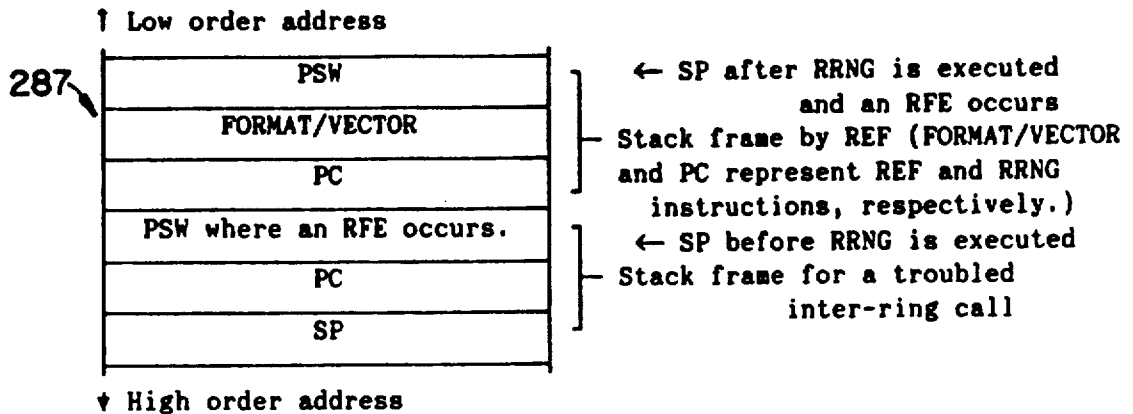 ↑ Low order address
287
PSW
FORMAT/VECTOR
PC
PSW where an RFE occurs.
PC
SP
← SP after RRNG is executed
and an RFE occurs
Stack frame by REF (FORMAT/VECTOR
and PC represent REF and RRNG
instructions, respectively.)
← SP before RRNG is executed
Stack frame for a troubled
inter-ring call
↓ High order address